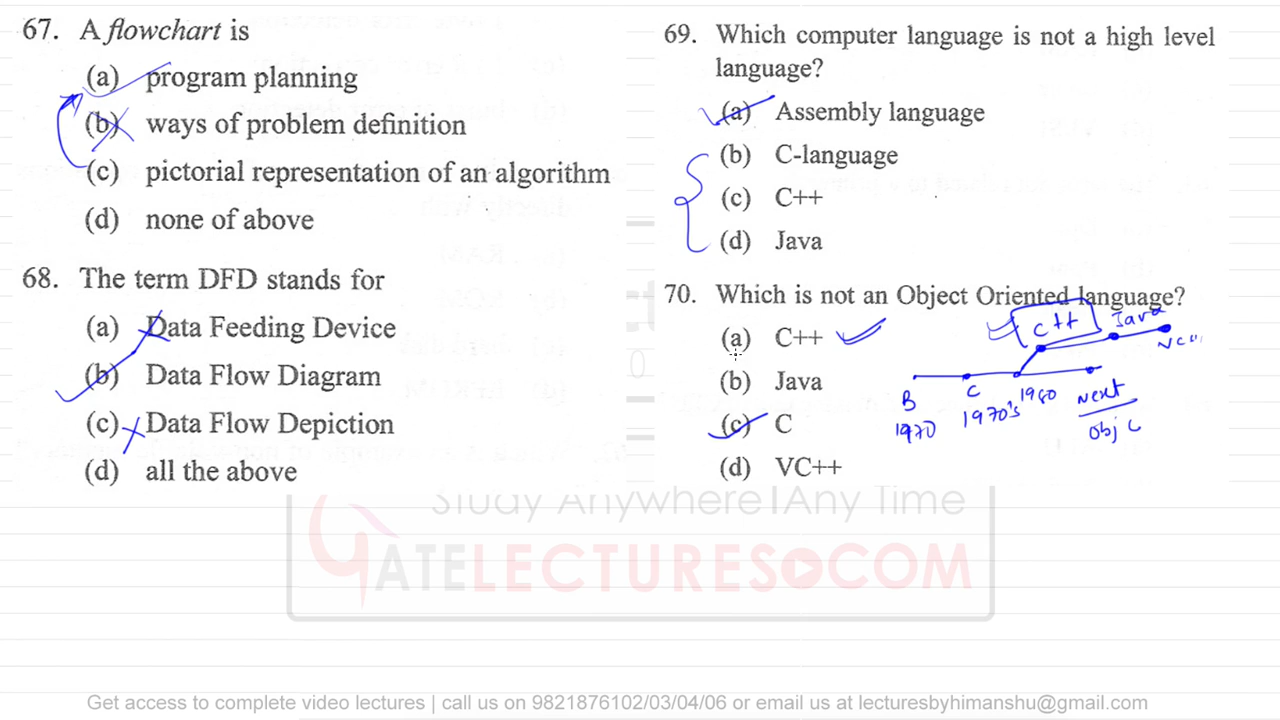 67. A flowchart is
(a) program planning
(b) ways of problem definition
(c) pictorial representation of an algorithm
(d) none of above
68. The term DFD stands for
(a) Data Feeding Device
(b) Data Flow Diagram
(c) Data Flow Depiction
(d) all the above
69. Which computer language is not a high level
language?
(a) Assembly language
(b) C-language
(c) C++
(d) Java
70. Which is not an Object Oriented language?
(a) C++
(b) Java
(c) C
(d) VC++
C++ Java
B C 1980 Next
1970 1970's Obj C
Study Anywhere|Any Time
GATELECTURES.COM
Get access to complete video lectures | call us on 9821876102/03/04/06 or email us at lecturesbyhimanshu@gmail.com